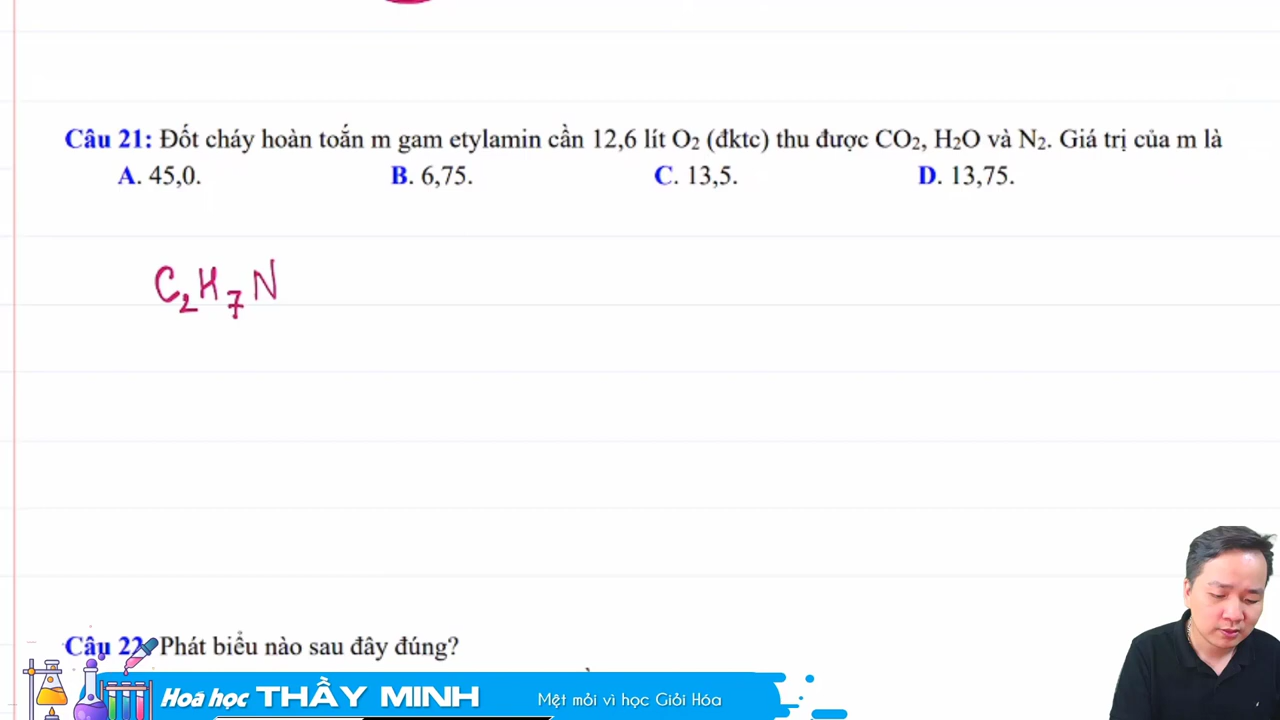 Câu 21: Đốt cháy hoàn toắn m gam etylamin cần 12,6 lít O₂ (đktc) thu được CO₂, H₂O và N₂. Giá trị của m là
A. 45,0. B. 6,75. C. 13,5. D. 13,75.
C₂H₇N
Câu 22: Phát biểu nào sau đây đúng?
Hoá học THẦY MINH Mệt mỏi vì học Giỏi Hóa